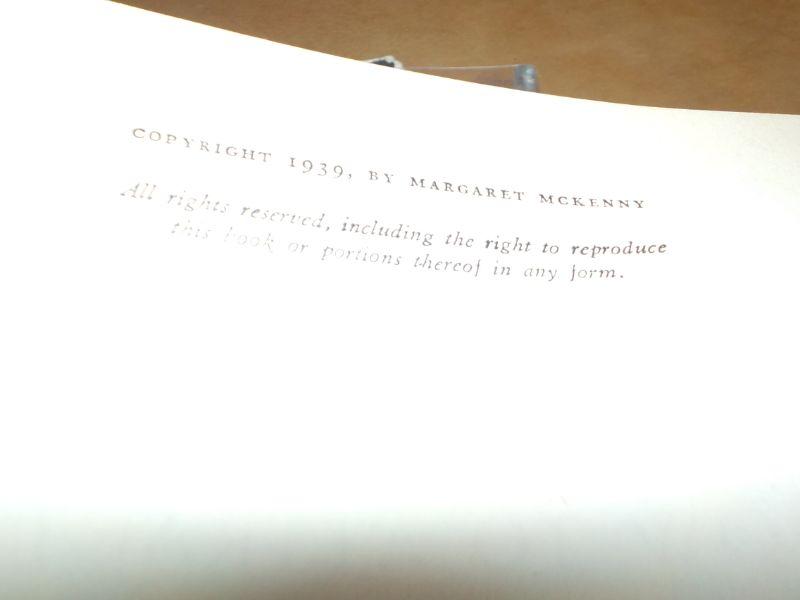 COPYRIGHT 1939, BY MARGARET MCKENNY
All rights reserved, including the right to reproduce
this book or portions thereof in any form.